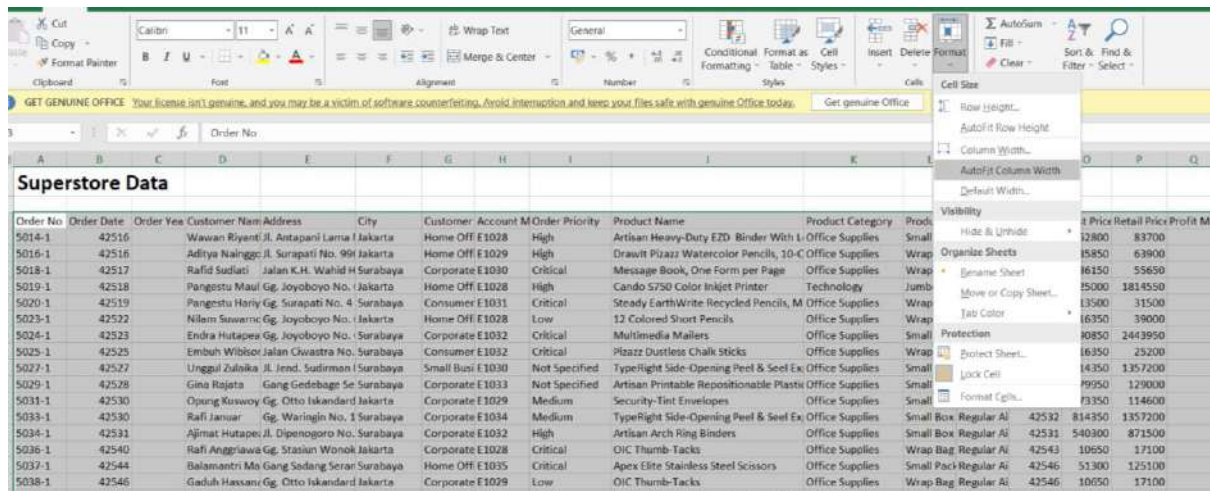 Cut
Copy
Format Painter
Clipboard
Calibri 11
B I U
Font
Wrap Text
Merge & Center
Alignment
General
Number
Conditional Formatting
Format as Table
Cell Styles
Styles
Insert Delete Format
Cells
AutoSum
Fill
Clear
Sort & Filter
Find & Select
GET GENUINE OFFICE Your license isn't genuine, and you may be a victim of software counterfeiting. Avoid interruption and keep your files safe with genuine Office today. Get genuine Office
fx Order No
A B C D E F G H I J K L O P Q
Cell Size
Row Height...
AutoFit Row Height
Column Width...
AutoFit Column Width
Default Width...
Visibility
Hide & Unhide
Organize Sheets
Rename Sheet
Move or Copy Sheet...
Tab Color
Protection
Protect Sheet...
Lock Cell
Format Cells...
Superstore Data
Order No Order Date Order Yea Customer Nam Address City Customer Account M Order Priority Product Name Product Category Produ t Price Retail Price Profit M
5014-1 42516 Wawan Riyanti Jl. Antapani Lama Jakarta Home Offi E1028 High Artisan Heavy-Duty EZD Binder With L Office Supplies Small 52800 83700
5016-1 42516 Aditya Nainggo Jl. Surapati No. 99 Jakarta Home Offi E1029 High DrawIt Pizazz Watercolor Pencils, 10-C Office Supplies Wrap 35850 63900
5018-1 42517 Rafid Sudiati Jalan K.H. Wahid H Surabaya Corporate E1030 Critical Message Book, One Form per Page Office Supplies Small 36150 55650
5019-1 42518 Pangestu Maul Gg. Joyoboyo No. Jakarta Home Offi E1028 High Cando S750 Color Inkjet Printer Technology Jumb 25000 1814550
5020-1 42519 Pangestu Hariy Gg. Surapati No. 4 Surabaya Consumer E1031 Critical Steady EarthWrite Recycled Pencils, M Office Supplies Wrap 13500 31500
5023-1 42522 Nilam Suwarno Gg. Joyoboyo No. Jakarta Home Offi E1028 Low 12 Colored Short Pencils Office Supplies Wrap 16350 39000
5024-1 42523 Endra Hutapea Gg. Joyoboyo No. Surabaya Corporate E1032 Critical Multimedia Mailers Office Supplies Small 90850 2443950
5025-1 42525 Embuh Wibisor Jalan Ciwastra No. Surabaya Consumer E1032 Critical Pizazz Dustless Chalk Sticks Office Supplies Wrap 16350 25200
5027-1 42527 Unggul Zulaika Jl. Jend. Sudirman Surabaya Small Busi E1030 Not Specified TypeRight Side-Opening Peel & Seel Ex Office Supplies Small 14350 1357200
5029-1 42528 Gina Rajata Gang Gedebage Se Surabaya Corporate E1033 Not Specified Artisan Printable Repositionable Plastic Office Supplies Small 79950 129000
5031-1 42530 Opung Kuswoy Gg. Otto Iskandard Jakarta Corporate E1029 Medium Security-Tint Envelopes Office Supplies Small 73350 114600
5033-1 42530 Rafi Januar Gg. Waringin No. 1 Surabaya Corporate E1034 Medium TypeRight Side-Opening Peel & Seel Ex Office Supplies Small Box Regular Ai 42532 814350 1357200
5034-1 42531 Ajimat Hutape Jl. Dipenogoro No. Surabaya Corporate E1032 High Artisan Arch Ring Binders Office Supplies Small Box Regular Ai 42531 540300 871500
5036-1 42540 Rafi Anggriawa Gg. Stasiun Wonok Jakarta Corporate E1028 Critical OIC Thumb-Tacks Office Supplies Wrap Bag Regular Ai 42543 10650 17100
5037-1 42544 Balamantri Ma Gang Sadang Seran Surabaya Home Offi E1035 Critical Apex Elite Stainless Steel Scissors Office Supplies Small Pack Regular Ai 42546 51300 125100
5038-1 42546 Gaduh Hassan Gg. Otto Iskandard Jakarta Corporate E1029 Low OIC Thumb-Tacks Office Supplies Wrap Bag Regular Ai 42546 10650 17100